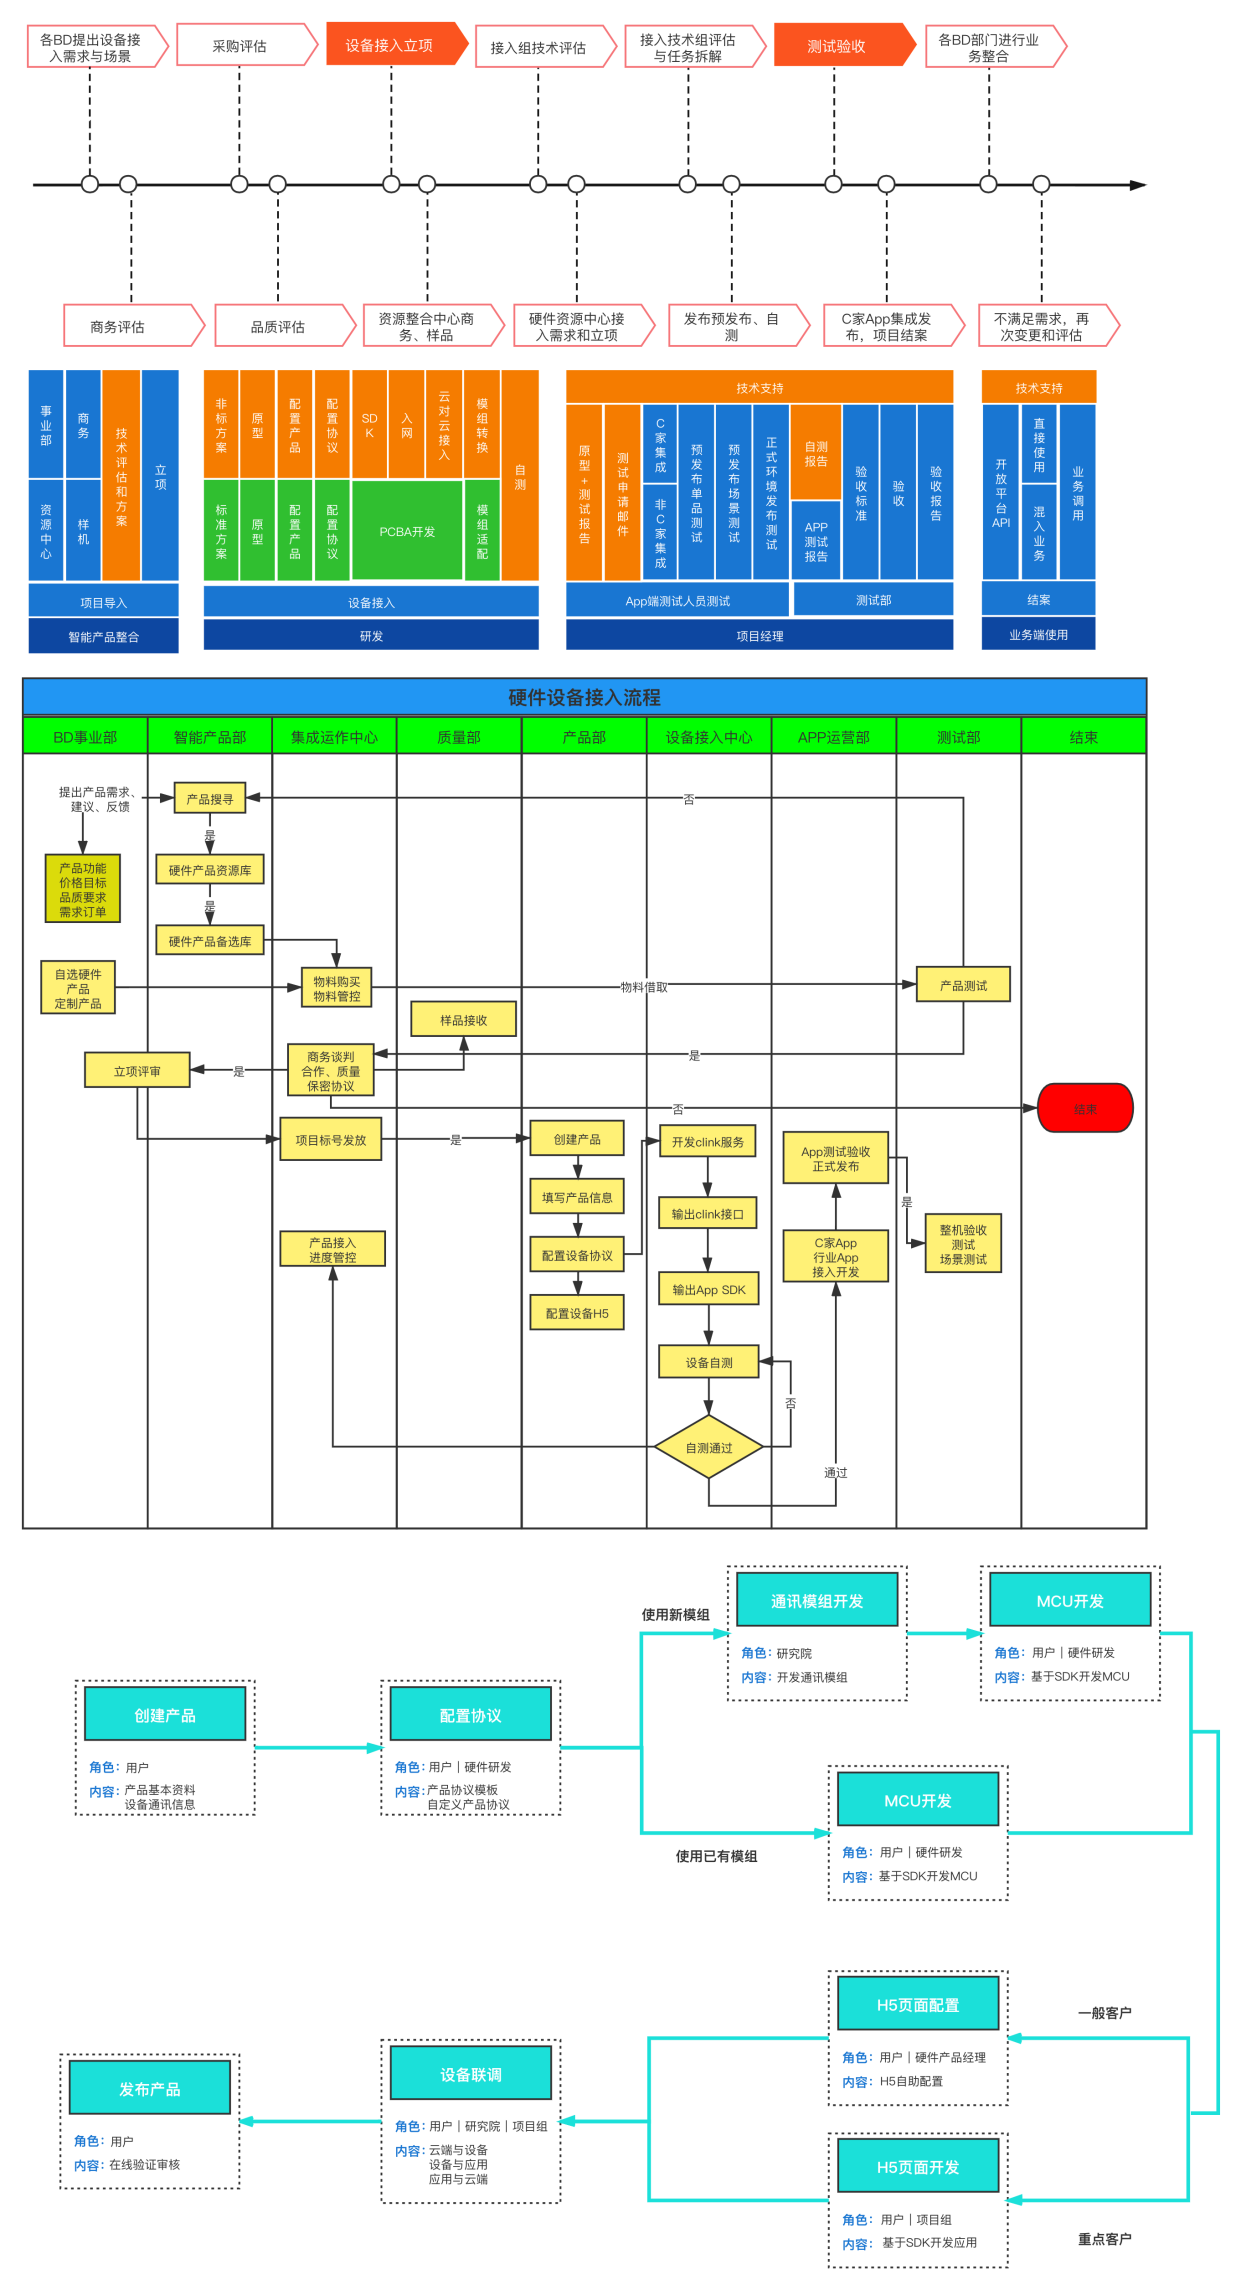 各BD提出设备接
入需求与场景
采购评估
设备接入立项
接入组技术评估
接入技术组评估
与任务拆解
测试验收
各BD部门进行业
务整合
商务评估
品质评估
资源整合中心商
务、样品
硬件资源中心接
入需求和立项
发布预发布、自
测
C家App集成发
布，项目结案
不满足需求，再
次变更和评估
事业部
商务
技术评估和方案
立项
资源中心
样机
项目导入
智能产品整合
非标方案
原型
配置产品
配置协议
SD
K
入网
云对云接入
模组转换
自测
标准方案
原型
配置产品
配置协议
PCBA开发
模组适配
设备接入
研发
技术支持
原型+测试报告
测试申请邮件
C家集成
非C家集成
预发布单品测试
预发布场景测试
正式环境发布测试
自测
报告
APP
测试
报告
验收标准
验收
验收报告
App端测试人员测试
测试部
项目经理
技术支持
开放平台
API
直接使用
混入业务
业务调用
结案
业务端使用
硬件设备接入流程
BD事业部
智能产品部
集成运作中心
质量部
产品部
设备接入中心
APP运营部
测试部
结束
提出产品需求、
建议、反馈
产品搜寻
否
是
产品功能
价格目标
品质要求
需求订单
硬件产品资源库
是
硬件产品备选库
自选硬件
产品
定制产品
物料购买
物料管控
物料借取
产品测试
样品接收
立项评审
是
商务谈判
合作、质量
保密协议
是
否
结束
项目标号发放
是
创建产品
开发clink服务
App测试验收
正式发布
填写产品信息
输出clink接口
是
产品接入
进度管控
配置设备协议
C家App
行业App
接入开发
整机验收
测试
场景测试
配置设备H5
输出App SDK
设备自测
否
自测通过
通过
使用新模组
通讯模组开发
角色：研究院
内容：开发通讯模组
MCU开发
角色：用户｜硬件研发
内容：基于SDK开发MCU
创建产品
角色：用户
内容：产品基本资料
设备通讯信息
配置协议
角色：用户｜硬件研发
内容：产品协议模板
自定义产品协议
使用已有模组
MCU开发
角色：用户｜硬件研发
内容：基于SDK开发MCU
H5页面配置
角色：用户｜硬件产品经理
内容：H5自助配置
一般客户
发布产品
角色：用户
内容：在线验证审核
设备联调
角色：用户｜研究院｜项目组
内容：云端与设备
设备与应用
应用与云端
H5页面开发
角色：用户｜项目组
内容：基于SDK开发应用
重点客户